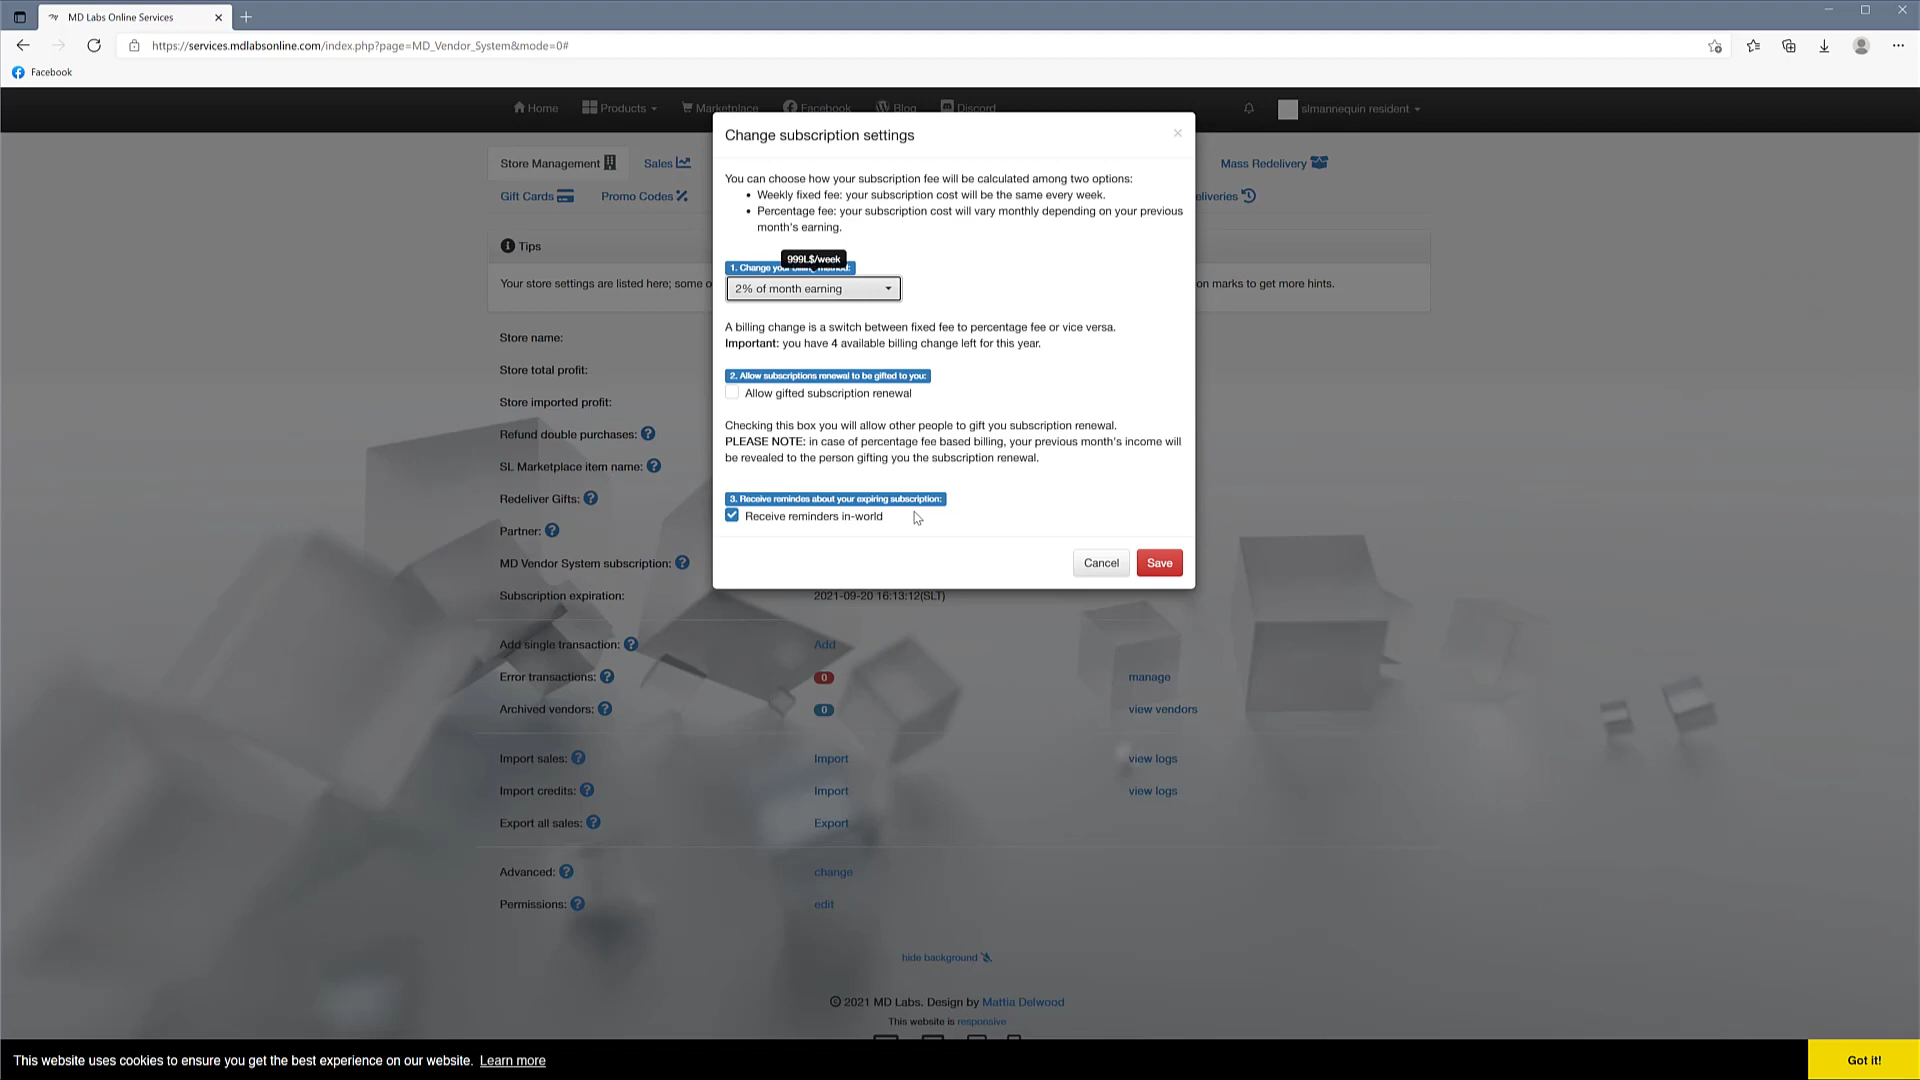 MD Labs Online Services
https://services.mdlabsonline.com/index.php?page=MD_Vendor_System&mode=0#
Facebook
Home Products Marketplace Facebook Blog Discord slmannequin resident
Change subscription settings
Store Management Sales Mass Redelivery
Gift Cards Promo Codes
Tips
Your store settings are listed here; some on marks to get more hints.
You can choose how your subscription fee will be calculated among two options:
• Weekly fixed fee: your subscription cost will be the same every week.
• Percentage fee: your subscription cost will vary monthly depending on your previous
month's earning.
999L$/week
1. Change your billing method:
2% of month earning
A billing change is a switch between fixed fee to percentage fee or vice versa.
Important: you have 4 available billing change left for this year.
2. Allow subscriptions renewal to be gifted to you:
Allow gifted subscription renewal
Checking this box you will allow other people to gift you subscription renewal.
PLEASE NOTE: in case of percentage fee based billing, your previous month's income will
be revealed to the person gifting you the subscription renewal.
3. Receive remindes about your expiring subscription:
Receive reminders in-world
Cancel Save
Store name:
Store total profit:
Store imported profit:
Refund double purchases:
SL Marketplace item name:
Redeliver Gifts:
Partner:
MD Vendor System subscription:
Subscription expiration: 2021-09-20 16:13:12(SLT)
Add single transaction: Add
Error transactions: 0 manage
Archived vendors: 0 view vendors
Import sales: Import view logs
Import credits: Import view logs
Export all sales: Export
Advanced: change
Permissions: edit
hide background
© 2021 MD Labs. Design by Mattia Delwood
This website is responsive
This website uses cookies to ensure you get the best experience on our website. Learn more
Got it!